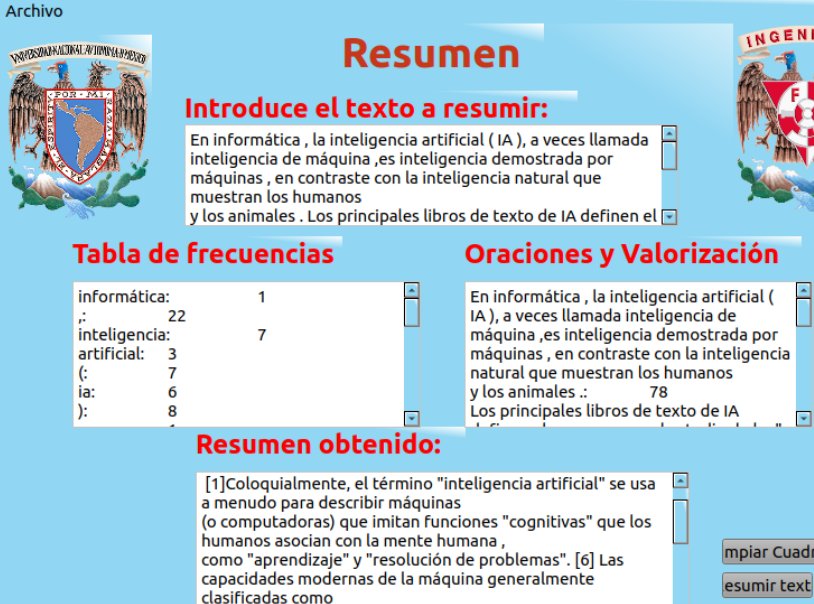 Archivo
Resumen
Introduce el texto a resumir:
En informática , la inteligencia artificial ( IA ), a veces llamada
inteligencia de máquina ,es inteligencia demostrada por
máquinas , en contraste con la inteligencia natural que
muestran los humanos
y los animales . Los principales libros de texto de IA definen el
Tabla de frecuencias
informática: 1
,: 22
inteligencia: 7
artificial: 3
(: 7
ia: 6
): 8
Oraciones y Valorización
En informática , la inteligencia artificial (
IA ), a veces llamada inteligencia de
máquina ,es inteligencia demostrada por
máquinas , en contraste con la inteligencia
natural que muestran los humanos
y los animales .: 78
Los principales libros de texto de IA
Resumen obtenido:
[1]Coloquialmente, el término "inteligencia artificial" se usa
a menudo para describir máquinas
(o computadoras) que imitan funciones "cognitivas" que los
humanos asocian con la mente humana ,
como "aprendizaje" y "resolución de problemas". [6] Las
capacidades modernas de la máquina generalmente
clasificadas como
mpiar Cuadr
esumir text